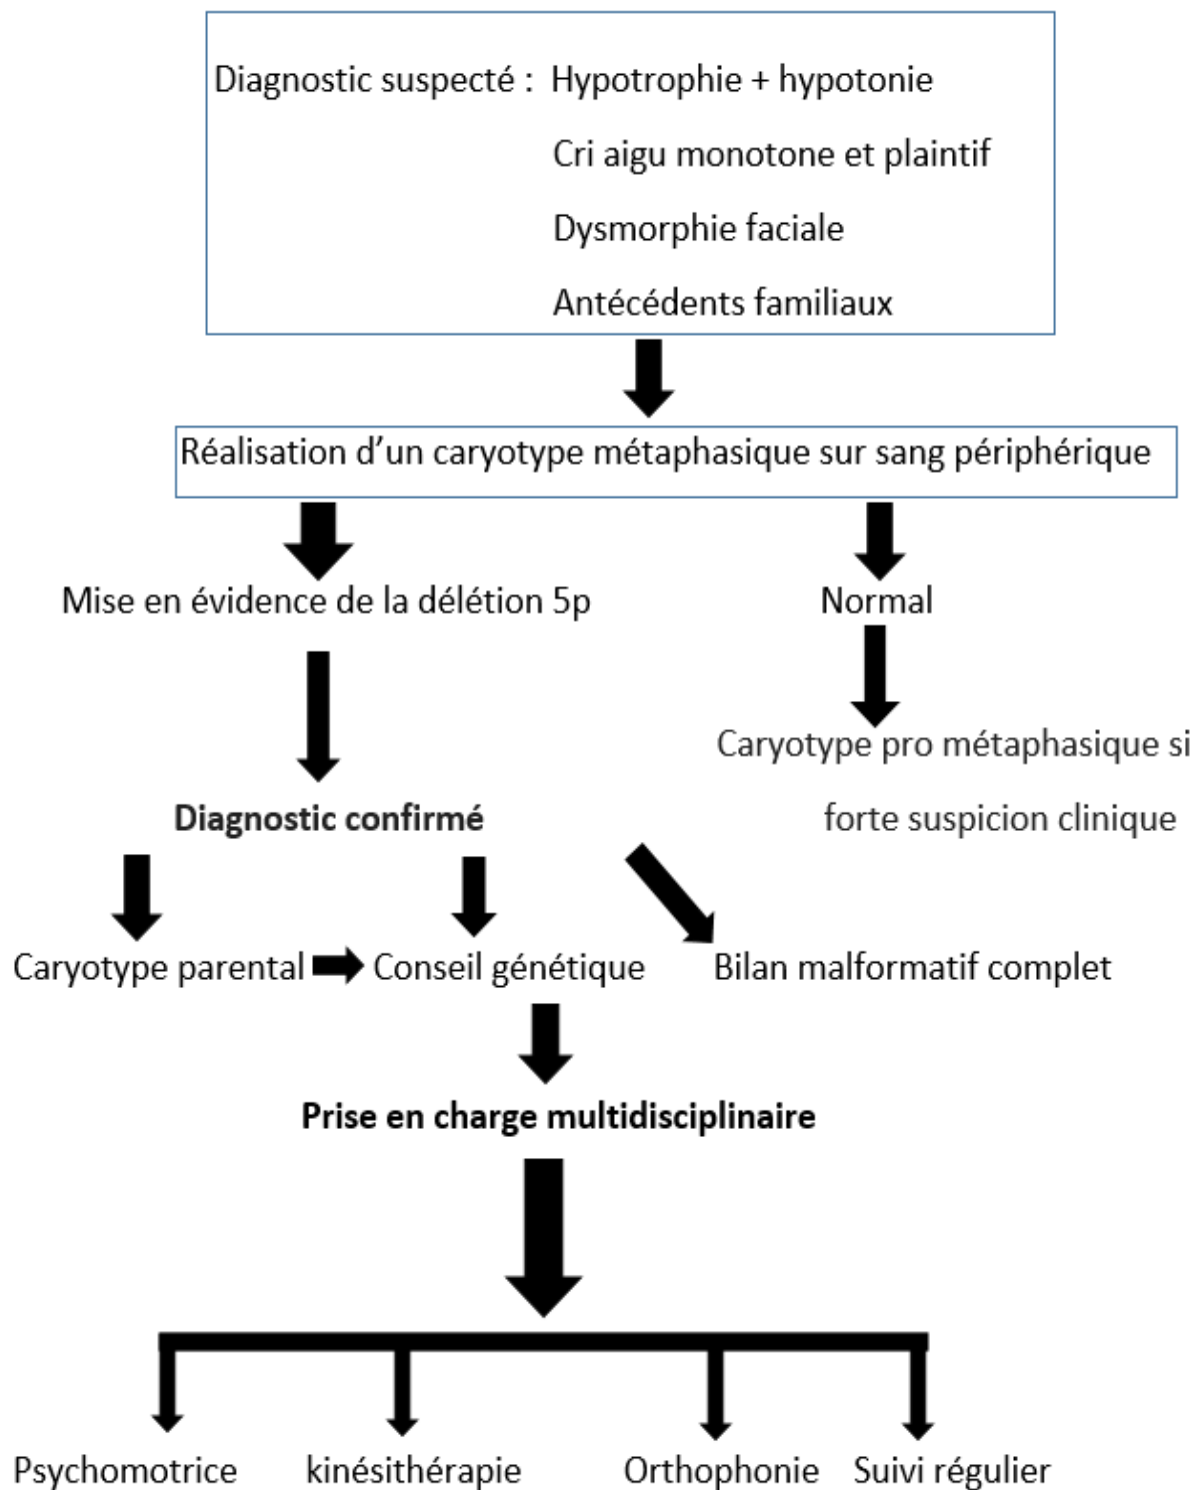 Diagnostic suspecté : Hypotrophie + hypotonie
Cri aigu monotone et plaintif
Dysmorphie faciale
Antécédents familiaux
Réalisation d'un caryotype métaphasique sur sang périphérique
Mise en évidence de la délétion 5p
Normal
Caryotype pro métaphasique si
forte suspicion clinique
Diagnostic confirmé
Caryotype parental
Conseil génétique
Bilan malformatif complet
Prise en charge multidisciplinaire
Psychomotrice
kinésithérapie
Orthophonie
Suivi régulier